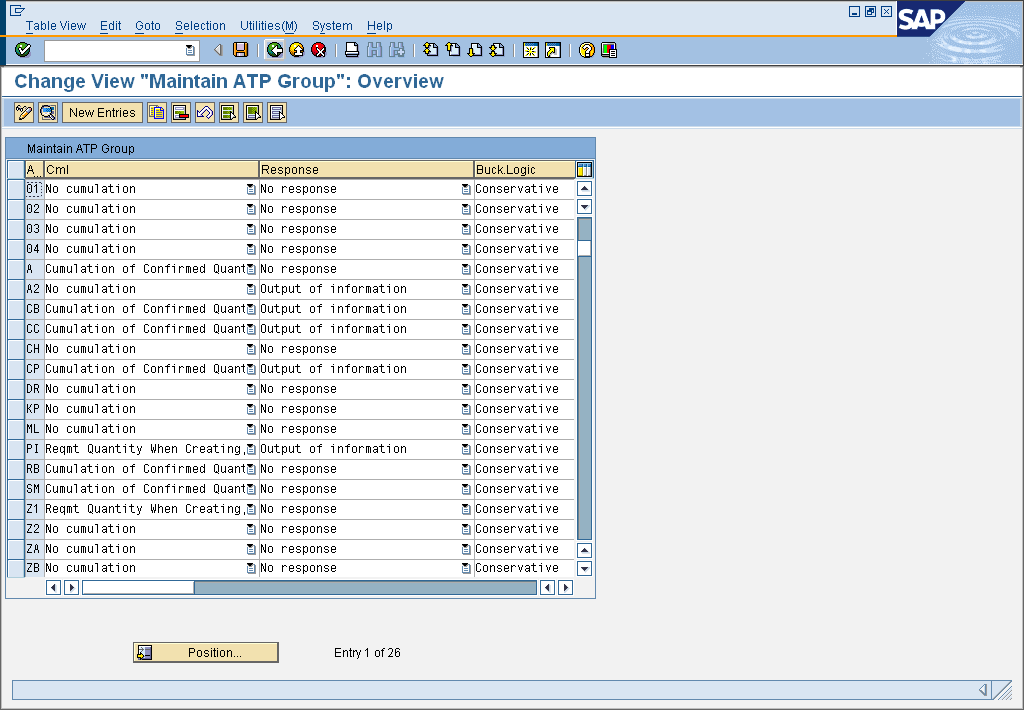 Table View Edit Goto Selection Utilities(M) System Help
SAP
Change View "Maintain ATP Group": Overview
New Entries
Maintain ATP Group
A.. Cml Response Buck.Logic
01 No cumulation No response Conservative
02 No cumulation No response Conservative
03 No cumulation No response Conservative
04 No cumulation No response Conservative
A Cumulation of Confirmed Quant No response Conservative
A2 No cumulation Output of information Conservative
CB Cumulation of Confirmed Quant Output of information Conservative
CC Cumulation of Confirmed Quant Output of information Conservative
CH No cumulation No response Conservative
CP Cumulation of Confirmed Quant Output of information Conservative
DR No cumulation No response Conservative
KP No cumulation No response Conservative
ML No cumulation No response Conservative
PI Reqmt Quantity When Creating, Output of information Conservative
RB Cumulation of Confirmed Quant No response Conservative
SM Cumulation of Confirmed Quant No response Conservative
Z1 Reqmt Quantity When Creating, No response Conservative
Z2 No cumulation No response Conservative
ZA No cumulation No response Conservative
ZB No cumulation No response Conservative
Position... Entry 1 of 26